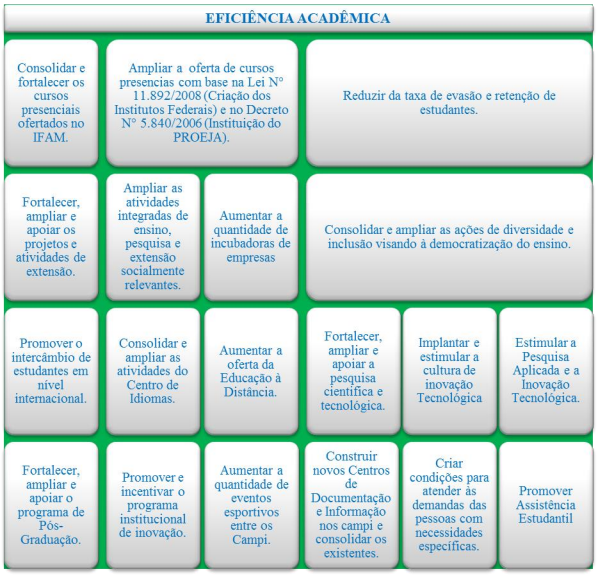 EFICIÊNCIA ACADÊMICA
Consolidar e
fortalecer os
cursos
presenciais
ofertados no
IFAM.
Ampliar a oferta de cursos
presencias com base na Lei N°
11.892/2008 (Criação dos
Institutos Federais) e no Decreto
N° 5.840/2006 (Instituição do
PROEJA).
Reduzir da taxa de evasão e retenção de
estudantes.
Fortalecer,
ampliar e
apoiar os
projetos e
atividades de
extensão.
Ampliar as
atividades
integradas de
ensino,
pesquisa e
extensão
socialmente
relevantes.
Aumentar a
quantidade de
incubadoras de
empresas
Consolidar e ampliar as ações de diversidade e
inclusão visando à democratização do ensino.
Promover o
intercâmbio de
estudantes em
nível
internacional.
Consolidar e
ampliar as
atividades do
Centro de
Idiomas.
Aumentar a
oferta da
Educação à
Distância.
Fortalecer,
ampliar e
apoiar a
pesquisa
científica e
tecnológica.
Implantar e
estimular a
cultura de
inovação
Tecnológica
Estimular a
Pesquisa
Aplicada e a
Inovação
Tecnológica.
Fortalecer,
ampliar e
apoiar o
programa de
Pós-
Graduação.
Promover e
incentivar o
programa
institucional
de inovação.
Aumentar a
quantidade de
eventos
esportivos
entre os
Campi.
Construir
novos Centros
de
Documentação
e Informação
nos campi e
consolidar os
existentes.
Criar
condições para
atender às
demandas das
pessoas com
necessidades
específicas.
Promover
Assistência
Estudantil